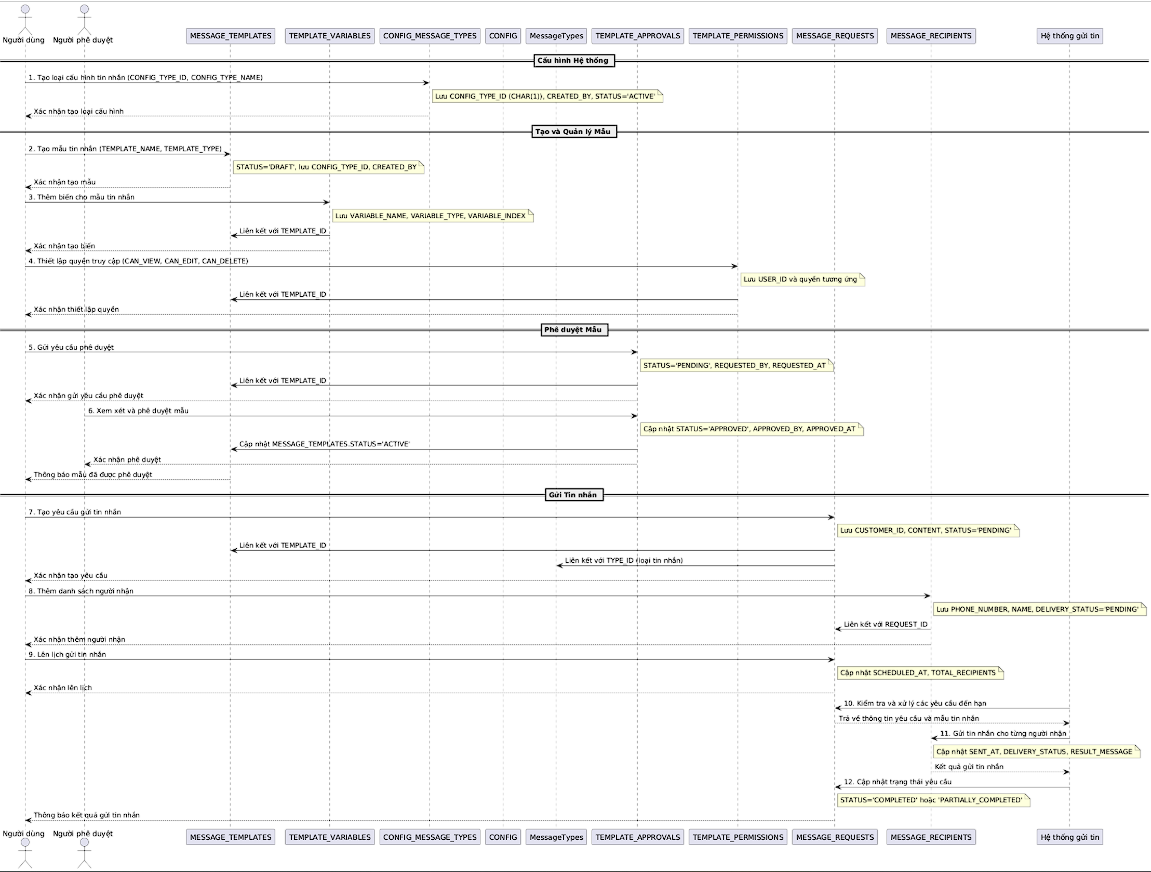 Người dùng
Người phê duyệt
MESSAGE_TEMPLATES
TEMPLATE_VARIABLES
CONFIG_MESSAGE_TYPES
CONFIG
MessageTypes
TEMPLATE_APPROVALS
TEMPLATE_PERMISSIONS
MESSAGE_REQUESTS
MESSAGE_RECIPIENTS
Hệ thống gửi tin
Cấu hình Hệ thống
1. Tạo loại cấu hình tin nhắn (CONFIG_TYPE_ID, CONFIG_TYPE_NAME)
Lưu CONFIG_TYPE_ID (CHAR(1)), CREATED_BY, STATUS='ACTIVE'
Xác nhận tạo loại cấu hình
Tạo và Quản lý Mẫu
2. Tạo mẫu tin nhắn (TEMPLATE_NAME, TEMPLATE_TYPE)
STATUS='DRAFT', lưu CONFIG_TYPE_ID, CREATED_BY
Xác nhận tạo mẫu
3. Thêm biến cho mẫu tin nhắn
Lưu VARIABLE_NAME, VARIABLE_TYPE, VARIABLE_INDEX
Liên kết với TEMPLATE_ID
Xác nhận tạo biến
4. Thiết lập quyền truy cập (CAN_VIEW, CAN_EDIT, CAN_DELETE)
Lưu USER_ID và quyền tương ứng
Liên kết với TEMPLATE_ID
Xác nhận thiết lập quyền
Phê duyệt Mẫu
5. Gửi yêu cầu phê duyệt
STATUS='PENDING', REQUESTED_BY, REQUESTED_AT
Liên kết với TEMPLATE_ID
Xác nhận gửi yêu cầu phê duyệt
6. Xem xét và phê duyệt mẫu
Cập nhật STATUS='APPROVED', APPROVED_BY, APPROVED_AT
Cập nhật MESSAGE_TEMPLATES.STATUS='ACTIVE'
Xác nhận phê duyệt
Thông báo mẫu đã được phê duyệt
Gửi Tin nhắn
7. Tạo yêu cầu gửi tin nhắn
Lưu CUSTOMER_ID, CONTENT, STATUS='PENDING'
Liên kết với TEMPLATE_ID
Liên kết với TYPE_ID (loại tin nhắn)
Xác nhận tạo yêu cầu
8. Thêm danh sách người nhận
Lưu PHONE_NUMBER, NAME, DELIVERY_STATUS='PENDING'
Liên kết với REQUEST_ID
Xác nhận thêm người nhận
9. Lên lịch gửi tin nhắn
Cập nhật SCHEDULED_AT, TOTAL_RECIPIENTS
Xác nhận lên lịch
10. Kiểm tra và xử lý các yêu cầu đến hạn
Trả về thông tin yêu cầu và mẫu tin nhắn
11. Gửi tin nhắn cho từng người nhận
Cập nhật SENT_AT, DELIVERY_STATUS, RESULT_MESSAGE
Kết quả gửi tin nhắn
12. Cập nhật trạng thái yêu cầu
STATUS='COMPLETED' hoặc 'PARTIALLY_COMPLETED'
Thông báo kết quả gửi tin nhắn
Người dùng
Người phê duyệt
MESSAGE_TEMPLATES
TEMPLATE_VARIABLES
CONFIG_MESSAGE_TYPES
CONFIG
MessageTypes
TEMPLATE_APPROVALS
TEMPLATE_PERMISSIONS
MESSAGE_REQUESTS
MESSAGE_RECIPIENTS
Hệ thống gửi tin